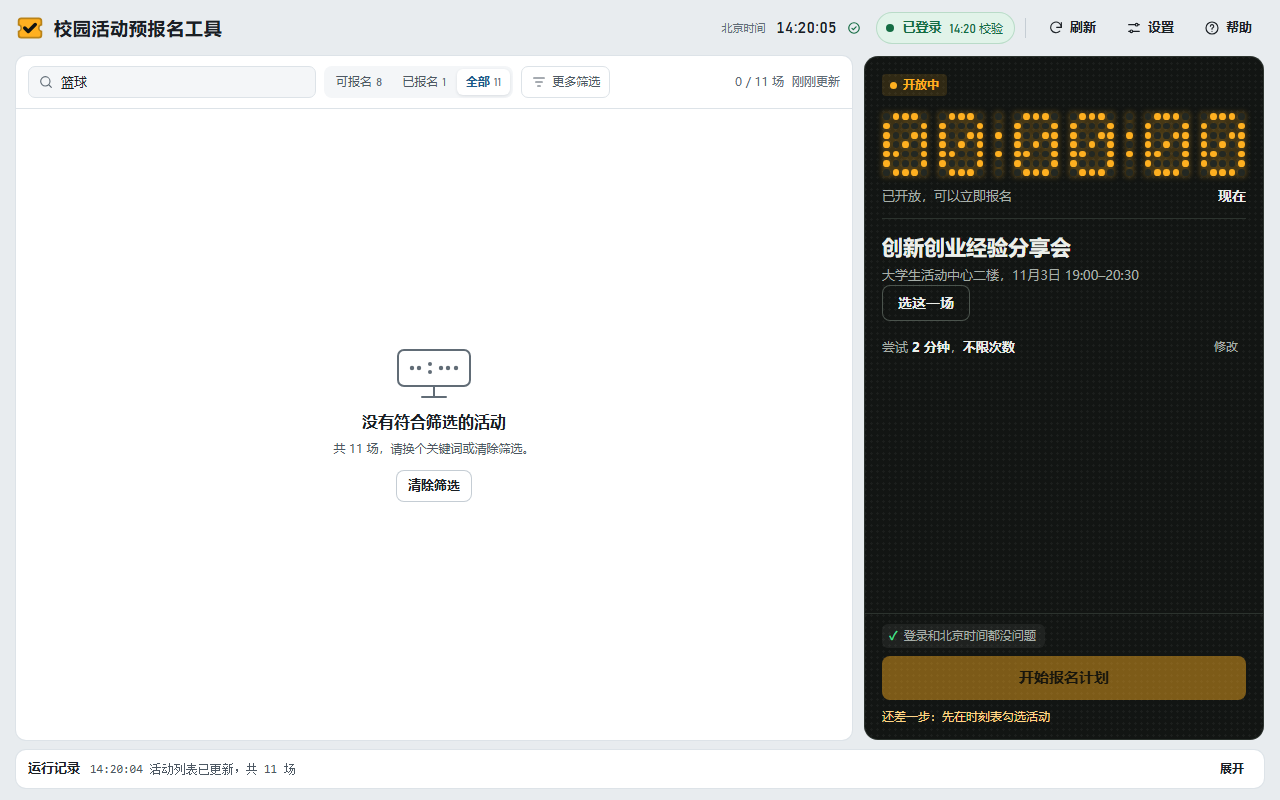 校园活动预报名工具
北京时间 14:20:05 已登录 14:20 校验 刷新 设置 帮助
篮球 可报名 8 已报名 1 全部 11 更多筛选 0 / 11 场 刚刚更新
没有符合筛选的活动
共 11 场，请换个关键词或清除筛选。
清除筛选
开放中
00:00:00
已开放，可以立即报名 现在
创新创业经验分享会
大学生活动中心二楼，11月3日 19:00–20:30
选这一场
尝试 2 分钟，不限次数 修改
登录和北京时间都没问题
开始报名计划
还差一步：先在时刻表勾选活动
运行记录 14:20:04 活动列表已更新，共 11 场 展开